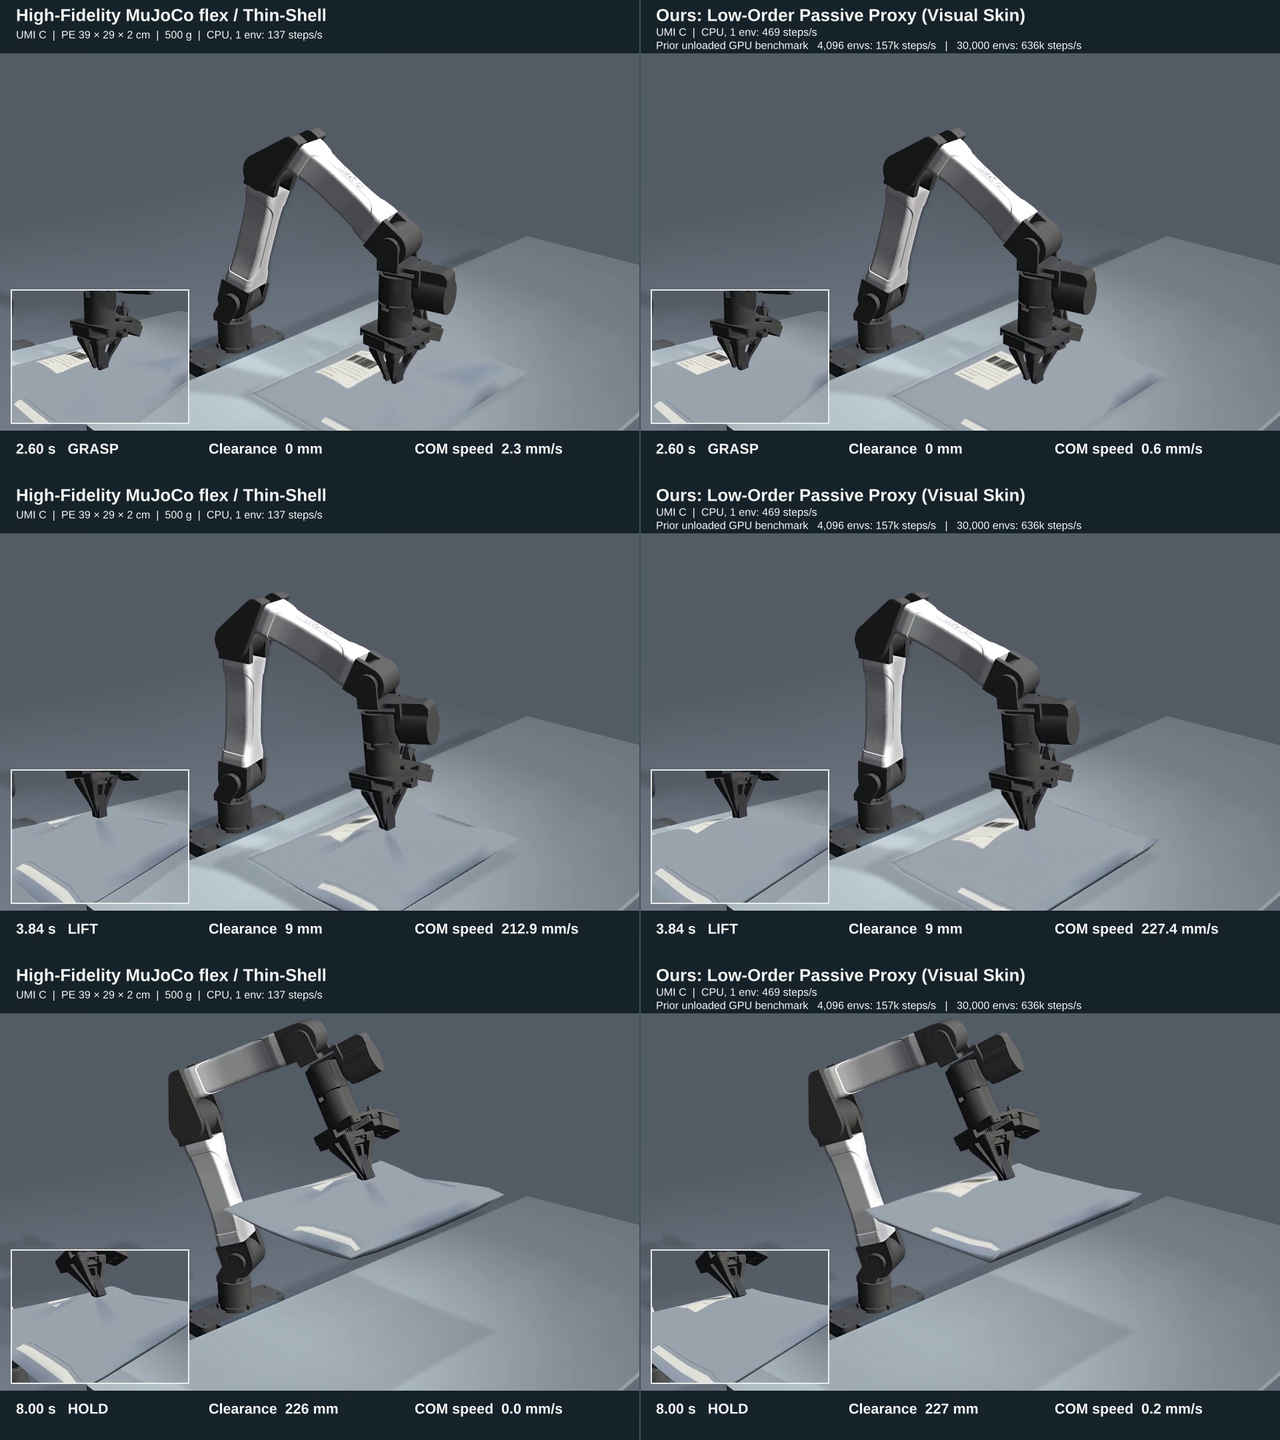 High-Fidelity MuJoCo flex / Thin-Shell
UMI C | PE 39 × 29 × 2 cm | 500 g | CPU, 1 env: 137 steps/s
Ours: Low-Order Passive Proxy (Visual Skin)
UMI C | CPU, 1 env: 469 steps/s
Prior unloaded GPU benchmark 4,096 envs: 157k steps/s | 30,000 envs: 636k steps/s
2.60 s GRASP Clearance 0 mm COM speed 2.3 mm/s
2.60 s GRASP Clearance 0 mm COM speed 0.6 mm/s
High-Fidelity MuJoCo flex / Thin-Shell
UMI C | PE 39 × 29 × 2 cm | 500 g | CPU, 1 env: 137 steps/s
Ours: Low-Order Passive Proxy (Visual Skin)
UMI C | CPU, 1 env: 469 steps/s
Prior unloaded GPU benchmark 4,096 envs: 157k steps/s | 30,000 envs: 636k steps/s
3.84 s LIFT Clearance 9 mm COM speed 212.9 mm/s
3.84 s LIFT Clearance 9 mm COM speed 227.4 mm/s
High-Fidelity MuJoCo flex / Thin-Shell
UMI C | PE 39 × 29 × 2 cm | 500 g | CPU, 1 env: 137 steps/s
Ours: Low-Order Passive Proxy (Visual Skin)
UMI C | CPU, 1 env: 469 steps/s
Prior unloaded GPU benchmark 4,096 envs: 157k steps/s | 30,000 envs: 636k steps/s
8.00 s HOLD Clearance 226 mm COM speed 0.0 mm/s
8.00 s HOLD Clearance 227 mm COM speed 0.2 mm/s